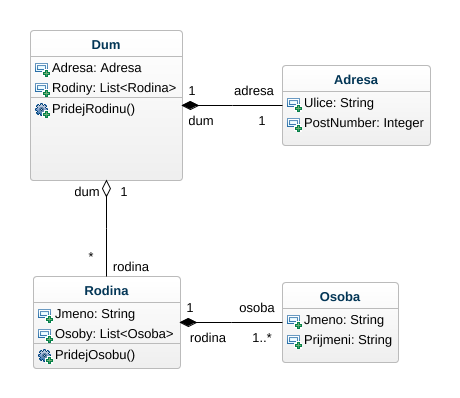 Dum
Adresa: Adresa
Rodiny: List<Rodina>
PridejRodinu()
1
adresa
dum
1
Adresa
Ulice: String
PostNumber: Integer
dum
1
*
rodina
Rodina
Jmeno: String
Osoby: List<Osoba>
PridejOsobu()
1
osoba
rodina
1..*
Osoba
Jmeno: String
Prijmeni: String